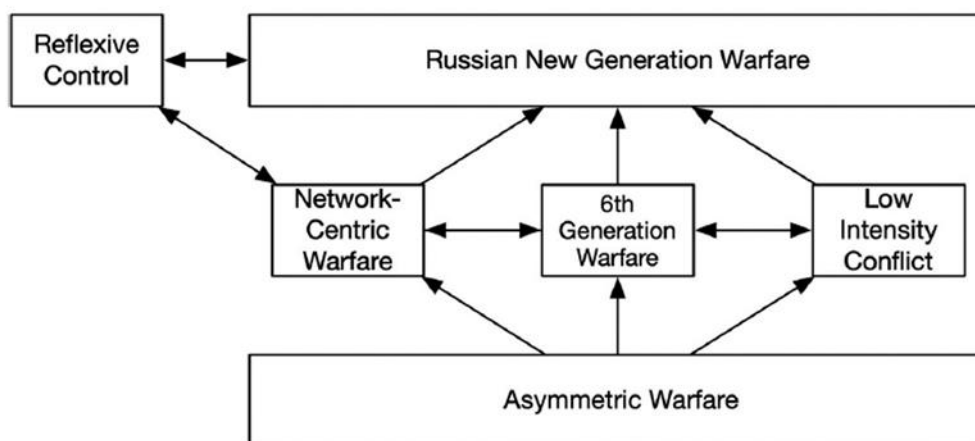 Reflexive
Control
Russian New Generation Warfare
Network-
Centric
Warfare
6th
Generation
Warfare
Low
Intensity
Conflict
Asymmetric Warfare